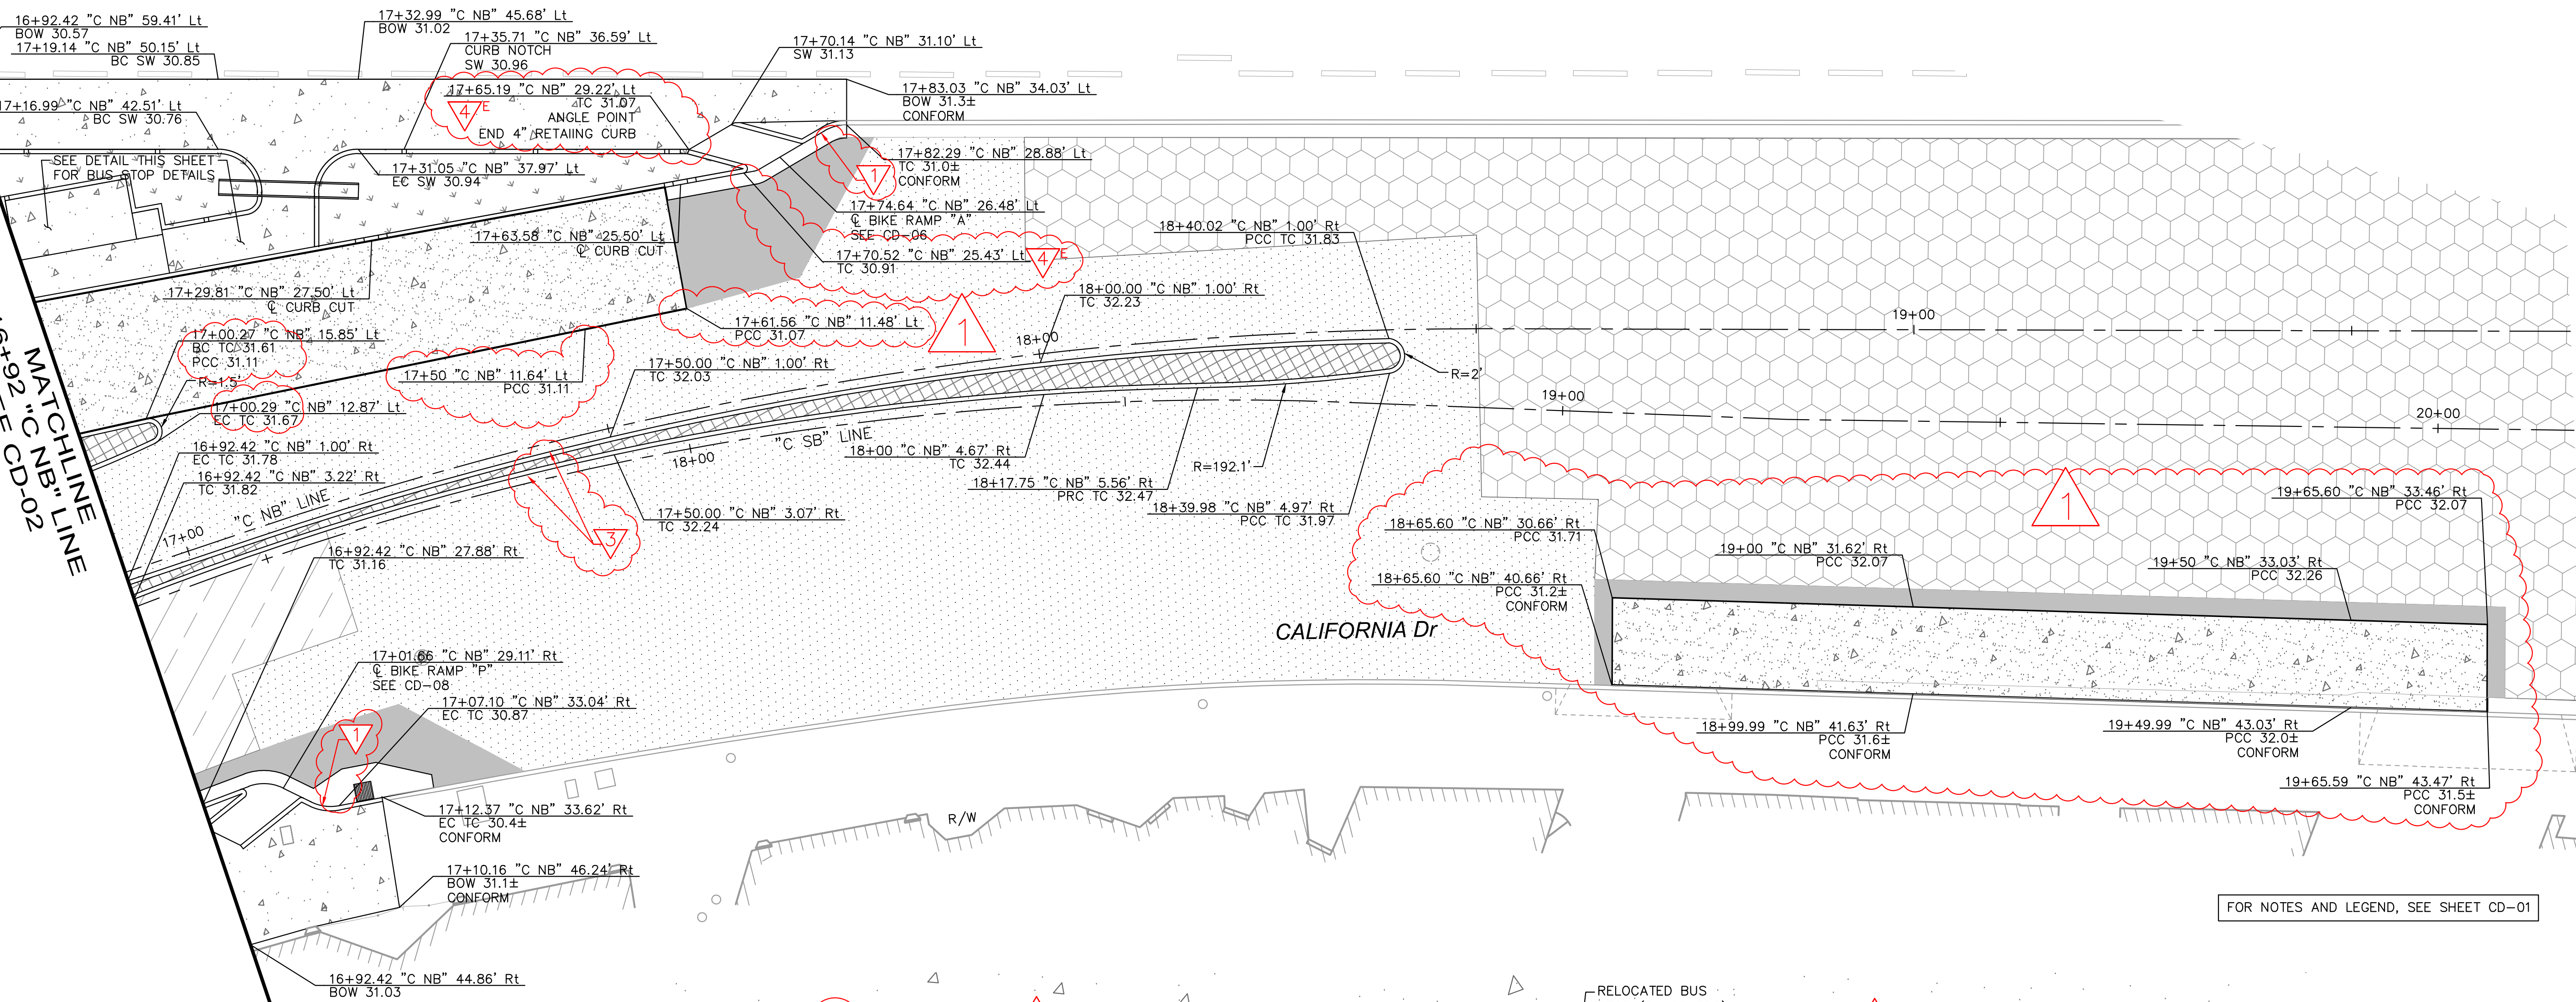 16+92.42 "C NB" 59.41' Lt
BOW 30.57
17+19.14 "C NB" 50.15' Lt
BC SW 30.85
17+32.99 "C NB" 45.68' Lt
BOW 31.02
17+35.71 "C NB" 36.59' Lt
CURB NOTCH
SW 30.96
17+70.14 "C NB" 31.10' Lt
SW 31.13
17+83.03 "C NB" 34.03' Lt
BOW 31.3±
CONFORM
17+16.99 "C NB" 42.51' Lt
BC SW 30.76
4 E
17+65.19 "C NB" 29.22' Lt
TC 31.07
ANGLE POINT
END 4" RETAIING CURB
SEE DETAIL THIS SHEET
FOR BUS STOP DETAILS
17+31.05 "C NB" 37.97' Lt
EC SW 30.94
1
17+82.29 "C NB" 28.88' Lt
TC 31.0±
CONFORM
17+74.64 "C NB" 26.48' Lt
℄ BIKE RAMP "A"
SEE CD-06
17+63.58 "C NB" 25.50' Lt
℄ CURB CUT
17+70.52 "C NB" 25.43' Lt
TC 30.91
4 E
18+40.02 "C NB" 1.00' Rt
PCC TC 31.83
17+29.81 "C NB" 27.50' Lt
℄ CURB CUT
18+00.00 "C NB" 1.00' Rt
TC 32.23
17+61.56 "C NB" 11.48' Lt
PCC 31.07
1
18+00
19+00
17+00.27 "C NB" 15.85' Lt
BC TC 31.61
PCC 31.11
R=1.5'
17+50 "C NB" 11.64' Lt
PCC 31.11
17+50.00 "C NB" 1.00' Rt
TC 32.03
R=2'
17+00.29 "C NB" 12.87' Lt
EC TC 31.67
19+00
20+00
MATCHLINE
16+92 "C NB" LINE
SEE CD-02
16+92.42 "C NB" 1.00' Rt
EC TC 31.78
16+92.42 "C NB" 3.22' Rt
TC 31.82
18+00
"C SB" LINE
18+00 "C NB" 4.67' Rt
TC 32.44
R=192.1'
18+17.75 "C NB" 5.56' Rt
PRC TC 32.47
18+39.98 "C NB" 4.97' Rt
PCC TC 31.97
17+00
"C NB" LINE
17+50.00 "C NB" 3.07' Rt
TC 32.24
3
18+65.60 "C NB" 30.66' Rt
PCC 31.71
1
19+65.60 "C NB" 33.46' Rt
PCC 32.07
16+92.42 "C NB" 27.88' Rt
TC 31.16
19+00 "C NB" 31.62' Rt
PCC 32.07
19+50 "C NB" 33.03' Rt
PCC 32.26
18+65.60 "C NB" 40.66' Rt
PCC 31.2±
CONFORM
CALIFORNIA Dr
17+01.66 "C NB" 29.11' Rt
℄ BIKE RAMP "P"
SEE CD-08
17+07.10 "C NB" 33.04' Rt
EC TC 30.87
1
18+99.99 "C NB" 41.63' Rt
PCC 31.6±
CONFORM
19+49.99 "C NB" 43.03' Rt
PCC 32.0±
CONFORM
19+65.59 "C NB" 43.47' Rt
PCC 31.5±
CONFORM
17+12.37 "C NB" 33.62' Rt
EC TC 30.4±
CONFORM
R/W
17+10.16 "C NB" 46.24' Rt
BOW 31.1±
CONFORM
FOR NOTES AND LEGEND, SEE SHEET CD-01
16+92.42 "C NB" 44.86' Rt
BOW 31.03
RELOCATED BUS